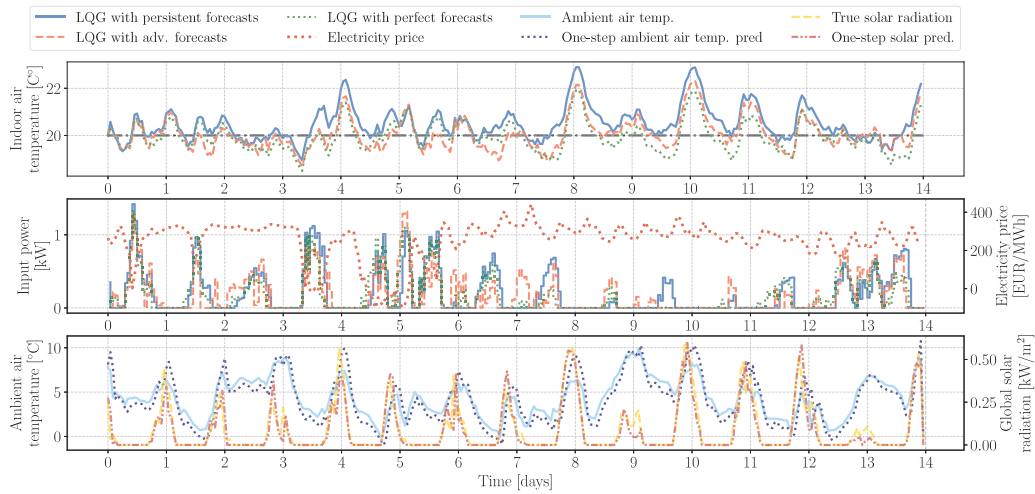 LQG with persistent forecasts
LQG with adv. forecasts
LQG with perfect forecasts
Electricity price
Ambient air temp.
One-step ambient air temp. pred
True solar radiation
One-step solar pred.
Indoor air
temperature [C°]
22
20
0 1 2 3 4 5 6 7 8 9 10 11 12 13 14
Input power
[kW]
1
0
Electricity price
[EUR/MWh]
400
200
0
0 1 2 3 4 5 6 7 8 9 10 11 12 13 14
Ambient air
temperature [°C]
10
5
0
Global solar
radiation [kW/m²]
0.50
0.25
0.00
0 1 2 3 4 5 6 7 8 9 10 11 12 13 14
Time [days]